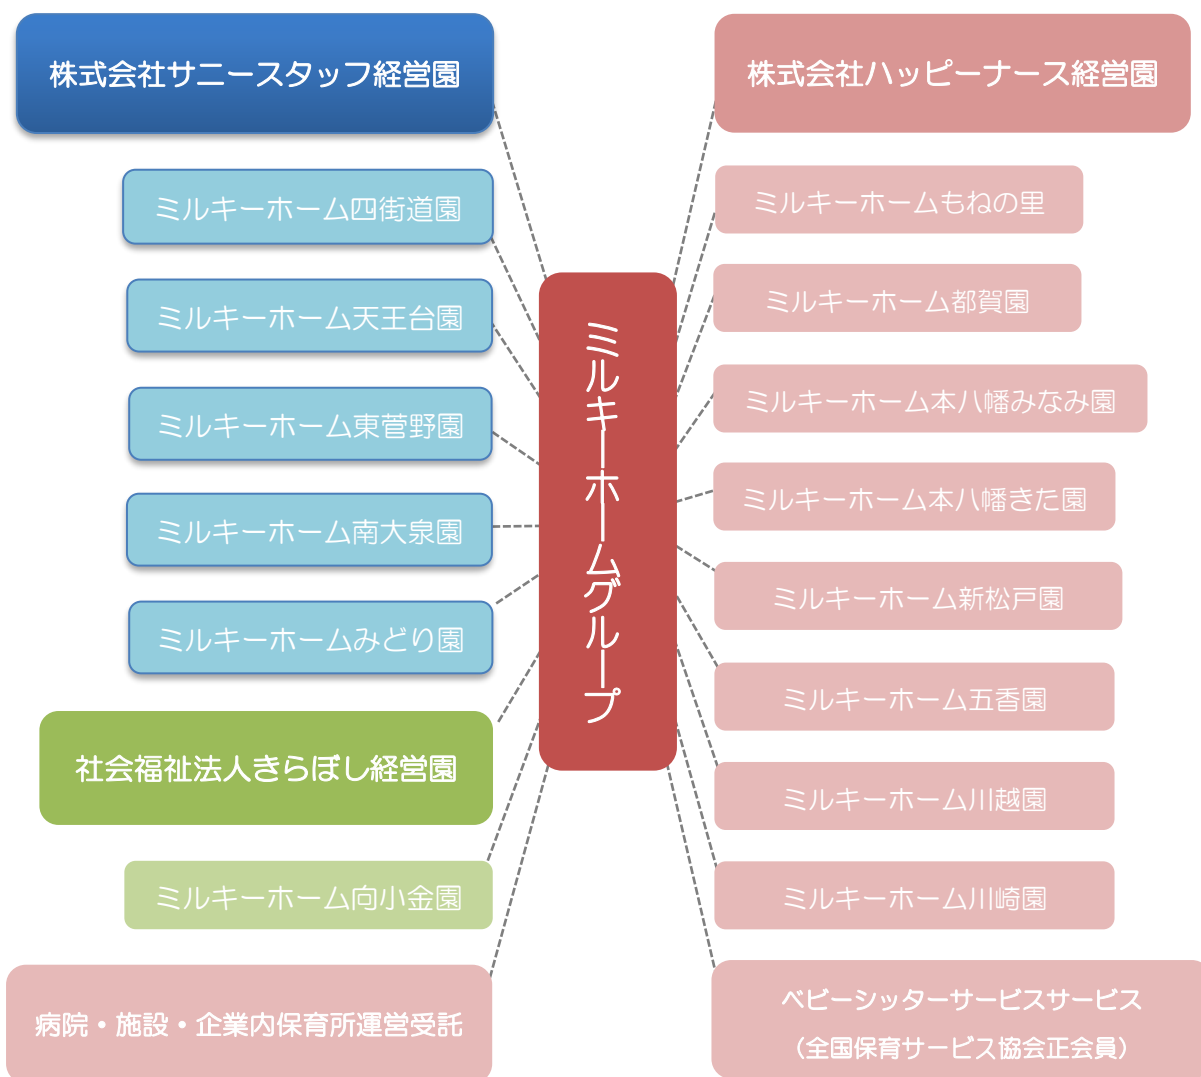 株式会社サニースタッフ経営園
ミルキーホーム四街道園
ミルキーホーム天王台園
ミルキーホーム東菅野園
ミルキーホーム南大泉園
ミルキーホームみどり園
社会福祉法人きらぼし経営園
ミルキーホーム向小金園
病院・施設・企業内保育所運営受託
ミルキーホームグループ
株式会社ハッピーナース経営園
ミルキーホームもねの里
ミルキーホーム都賀園
ミルキーホーム本八幡みなみ園
ミルキーホーム本八幡きた園
ミルキーホーム新松戸園
ミルキーホーム五香園
ミルキーホーム川越園
ミルキーホーム川崎園
ベビーシッターサービスサービス
（全国保育サービス協会正会員）